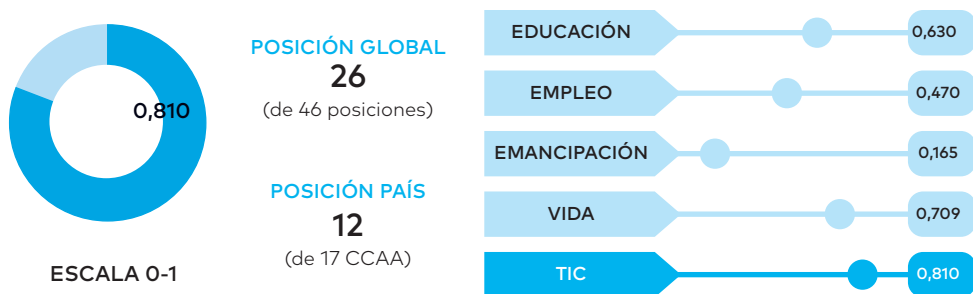 0,810
ESCALA 0-1
POSICIÓN GLOBAL
26
(de 46 posiciones)
POSICIÓN PAÍS
12
(de 17 CCAA)
EDUCACIÓN 0,630
EMPLEO 0,470
EMANCIPACIÓN 0,165
VIDA 0,709
TIC 0,810